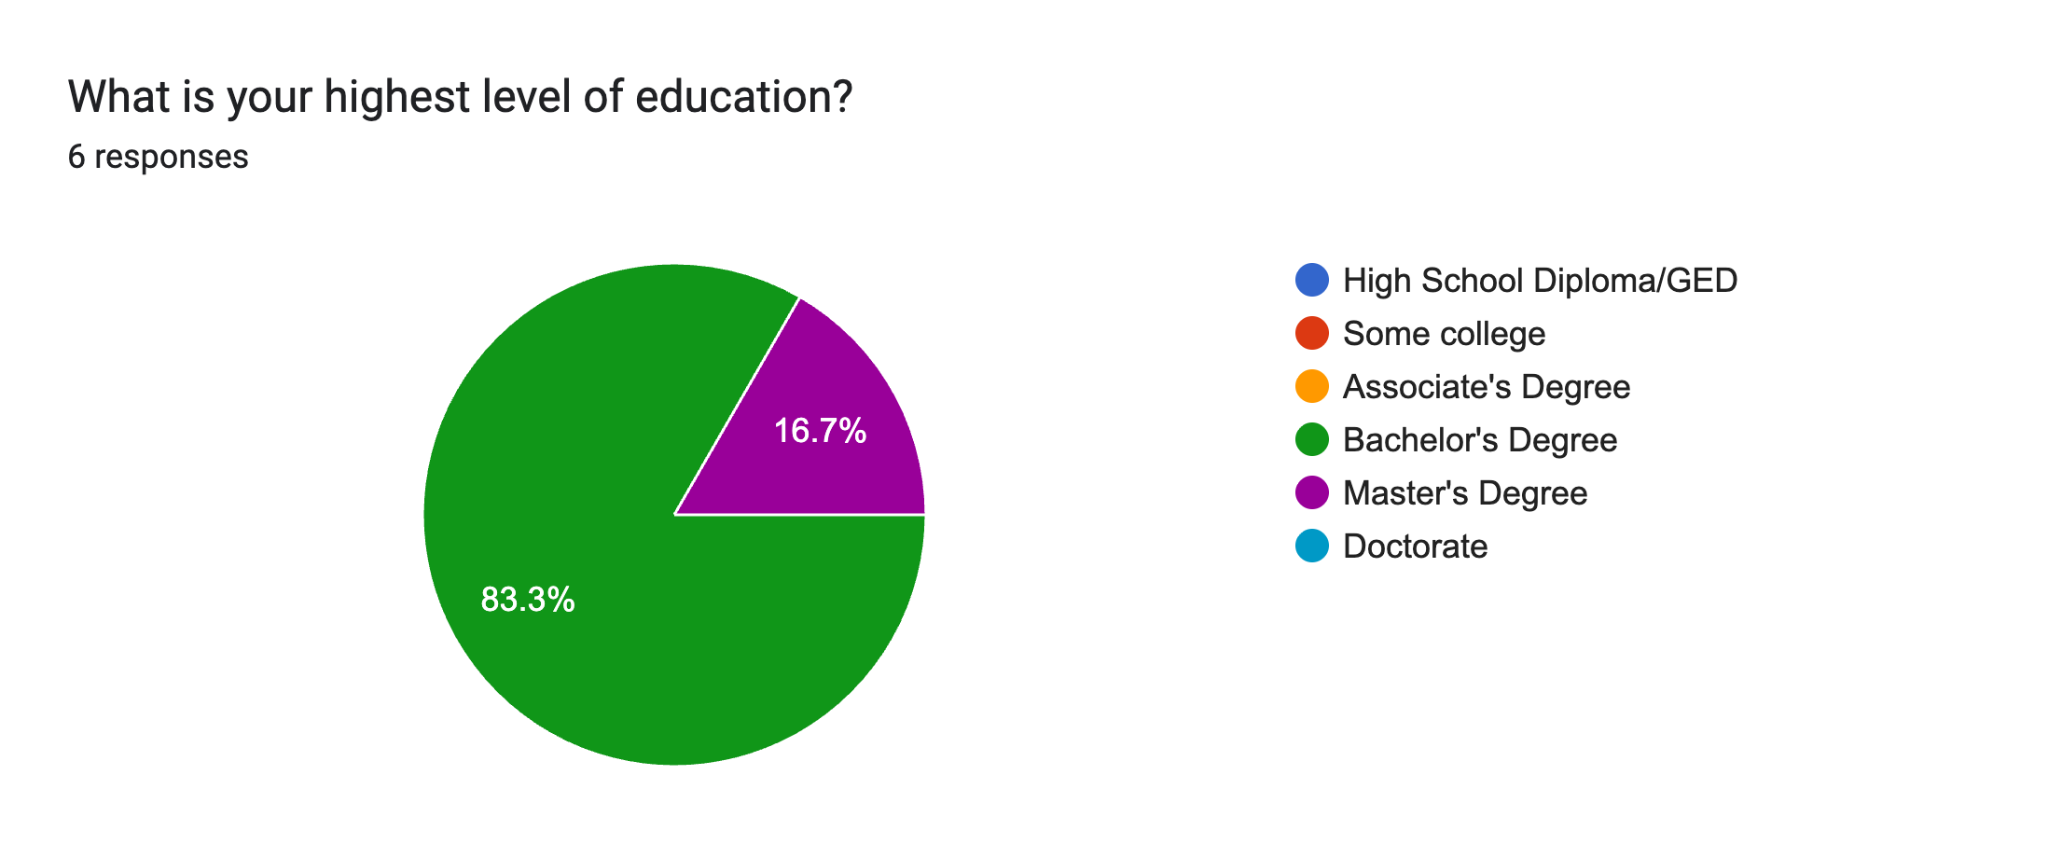 What is your highest level of education?
6 responses
16.7%
83.3%
High School Diploma/GED
Some college
Associate's Degree
Bachelor's Degree
Master's Degree
Doctorate